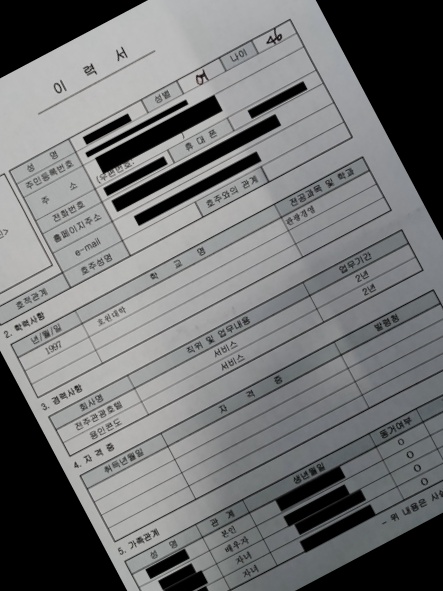 이 력 서
성 명 성별 여 나이 46
주민등록번호
주 소 (우편번호: )
전화번호 휴 대 폰
홈페이지주소
e-mail
호주성명 호주와의 관계
호적관계
2. 학력사항
년/월/일 학 교 명 전공과목 및 학과
1997 호원대학 관광경영
3. 경력사항
회사명 직위 및 업무내용 업무기간
전주관광호텔 서비스 2년
용인콘도 서비스 2년
4. 자 격 증
취득년월일 자 격 증 발령청
5. 가족관계
성 명 관 계 생년월일 동거여부
본인 O
배우자 O
자녀 O
자녀 O
- 위 내용은 사실